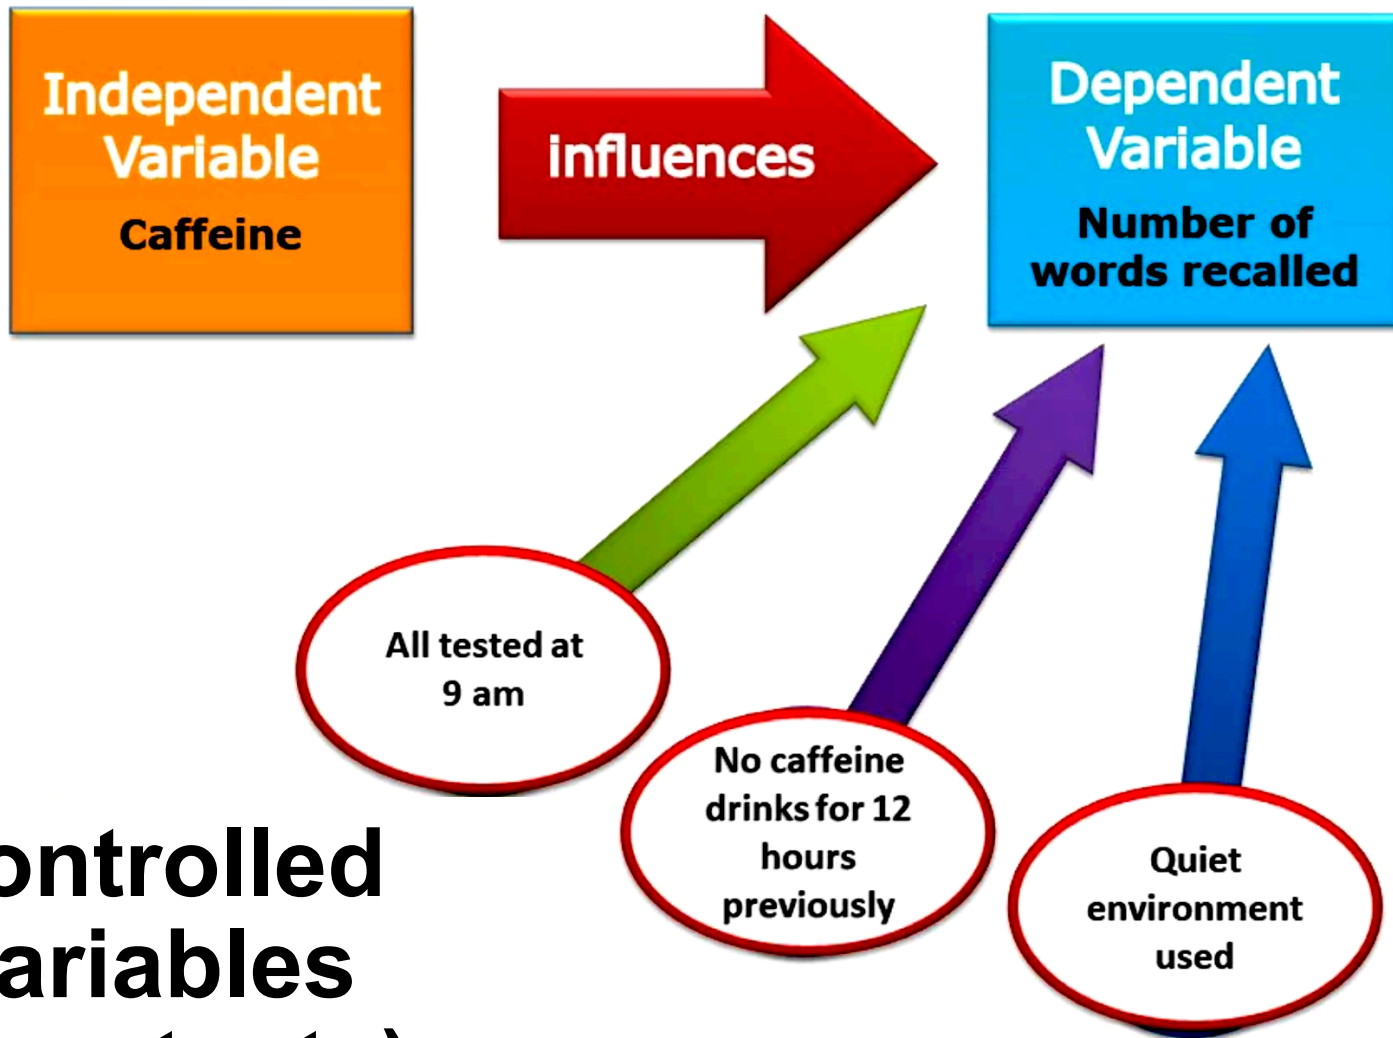 Independent
Variable
Caffeine
influences
Dependent
Variable
Number of
words recalled
All tested at
9 am
No caffeine
drinks for 12
hours
previously
Quiet
environment
used
ontrolled
ariables